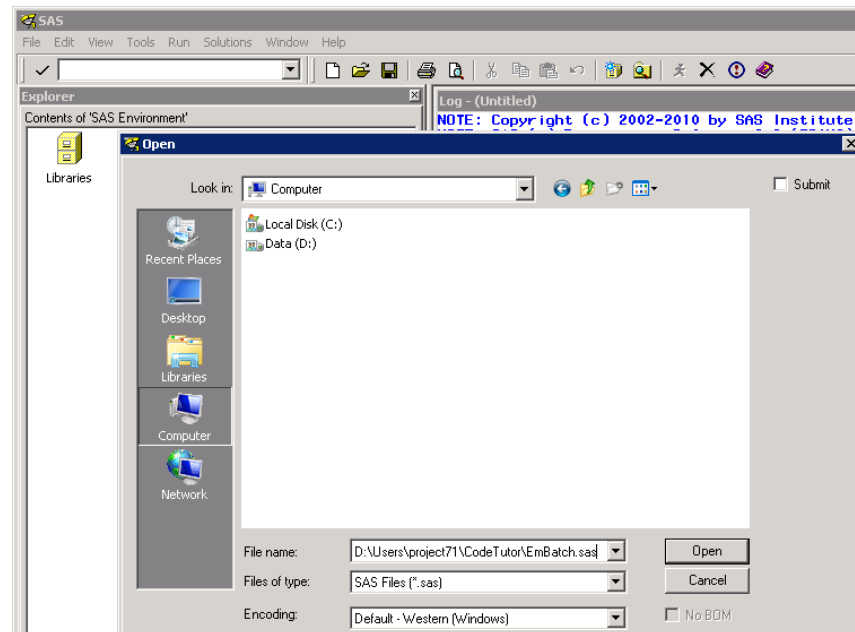 SAS
File Edit View Tools Run Solutions Window Help
Explorer
Contents of 'SAS Environment'
Libraries
Log - (Untitled)
NOTE: Copyright (c) 2002-2010 by SAS Institute
Open
Look in:
Computer
Submit
Local Disk (C:)
Data (D:)
Recent Places
Desktop
Libraries
Computer
Network
File name:
D:\Users\project71\CodeTutor\EmBatch.sas
Open
Files of type:
SAS Files (*.sas)
Cancel
Encoding:
Default - Western (Windows)
No BOM